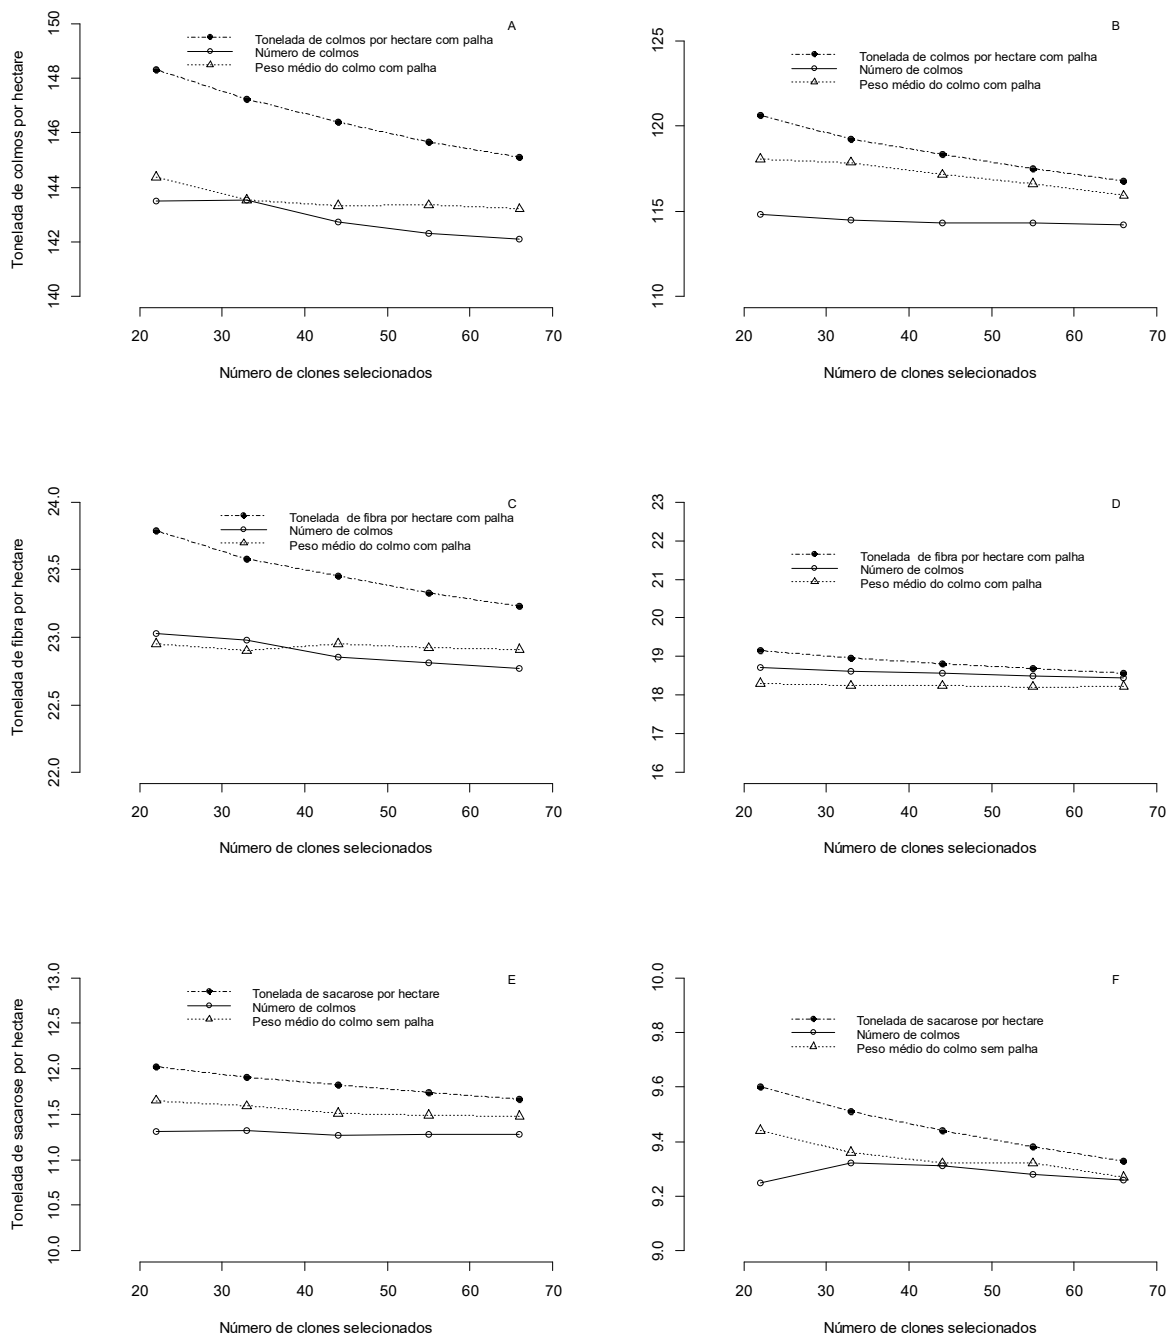 A
Tonelada de colmos por hectare com palha
Número de colmos
Peso médio do colmo com palha
Tonelada de colmos por hectare
140 142 144 146 148 150
20 30 40 50 60 70
Número de clones selecionados
B
Tonelada de colmos por hectare com palha
Número de colmos
Peso médio do colmo com palha
110 115 120 125
20 30 40 50 60 70
Número de clones selecionados
C
Tonelada de fibra por hectare com palha
Número de colmos
Peso médio do colmo com palha
Tonelada de fibra por hectare
22.0 22.5 23.0 23.5 24.0
20 30 40 50 60 70
Número de clones selecionados
D
Tonelada de fibra por hectare com palha
Número de colmos
Peso médio do colmo com palha
16 17 18 19 20 21 22 23
20 30 40 50 60 70
Número de clones selecionados
E
Tonelada de sacarose por hectare
Número de colmos
Peso médio do colmo sem palha
Tonelada de sacarose por hectare
10.0 10.5 11.0 11.5 12.0 12.5 13.0
20 30 40 50 60 70
Número de clones selecionados
F
Tonelada de sacarose por hectare
Número de colmos
Peso médio do colmo sem palha
9.0 9.2 9.4 9.6 9.8 10.0
20 30 40 50 60 70
Número de clones selecionados